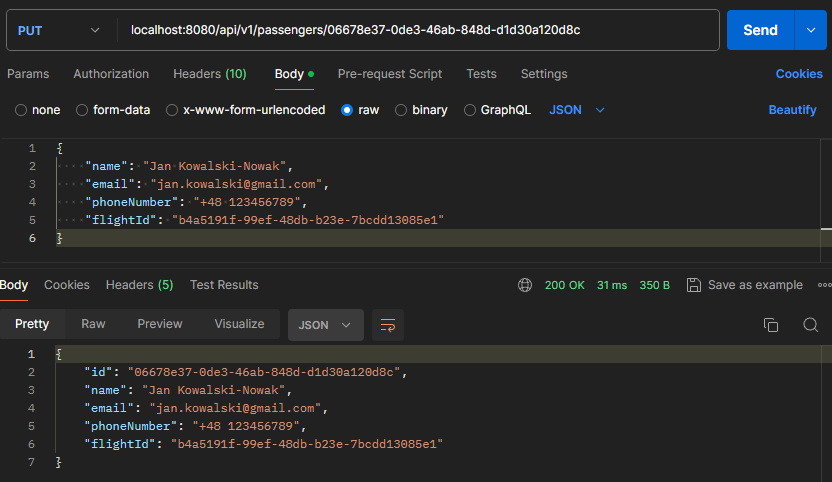 PUT localhost:8080/api/v1/passengers/06678e37-0de3-46ab-848d-d1d30a120d8c Send
Params Authorization Headers (10) Body Pre-request Script Tests Settings Cookies
none form-data x-www-form-urlencoded raw binary GraphQL JSON Beautify
1 {
2 "name": "Jan Kowalski-Nowak",
3 "email": "jan.kowalski@gmail.com",
4 "phoneNumber": "+48 123456789",
5 "flightId": "b4a5191f-99ef-48db-b23e-7bcdd13085e1"
6 }
Body Cookies Headers (5) Test Results 200 OK 31 ms 350 B Save as example
Pretty Raw Preview Visualize JSON
1 {
2 "id": "06678e37-0de3-46ab-848d-d1d30a120d8c",
3 "name": "Jan Kowalski-Nowak",
4 "email": "jan.kowalski@gmail.com",
5 "phoneNumber": "+48 123456789",
6 "flightId": "b4a5191f-99ef-48db-b23e-7bcdd13085e1"
7 }